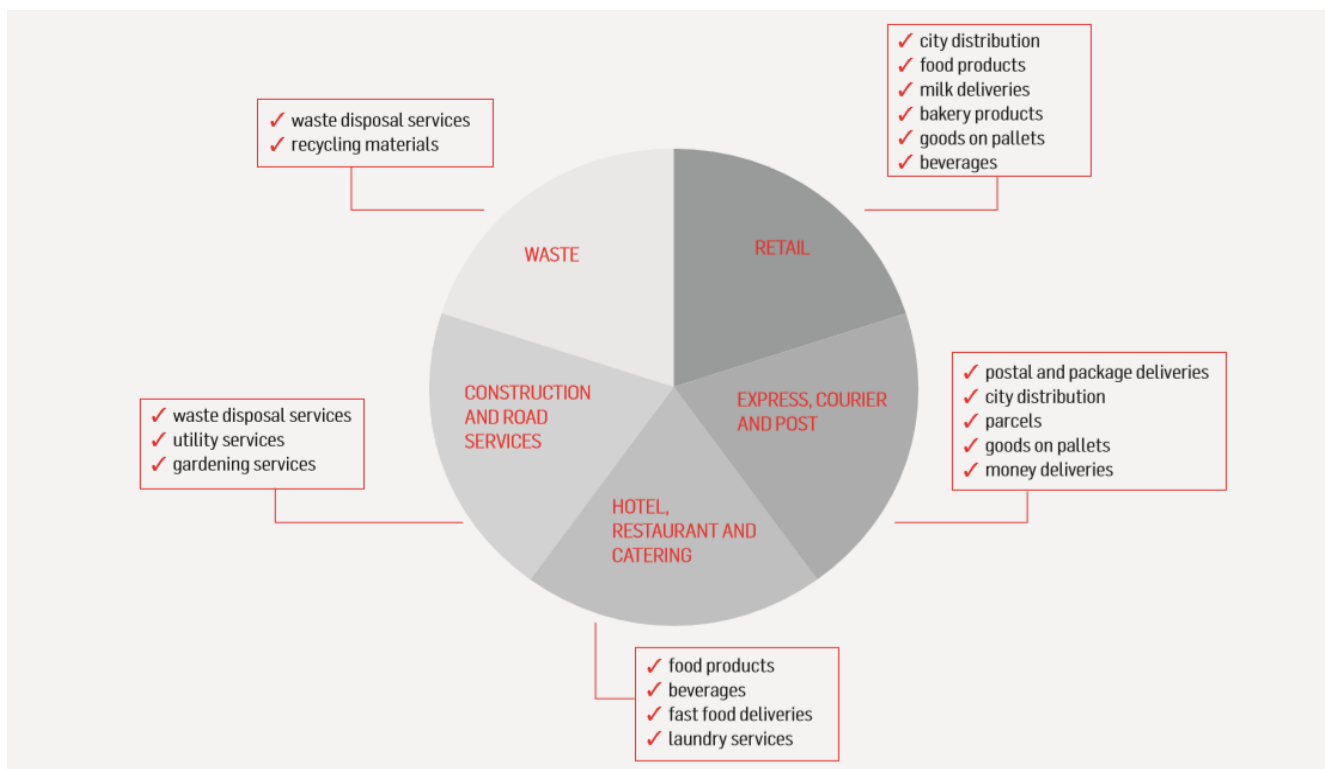 ✓ city distribution
✓ food products
✓ milk deliveries
✓ bakery products
✓ goods on pallets
✓ beverages
✓ waste disposal services
✓ recycling materials
WASTE
RETAIL
✓ postal and package deliveries
✓ city distribution
✓ parcels
✓ goods on pallets
✓ money deliveries
EXPRESS, COURIER
AND POST
CONSTRUCTION
AND ROAD
SERVICES
✓ waste disposal services
✓ utility services
✓ gardening services
HOTEL,
RESTAURANT AND
CATERING
✓ food products
✓ beverages
✓ fast food deliveries
✓ laundry services